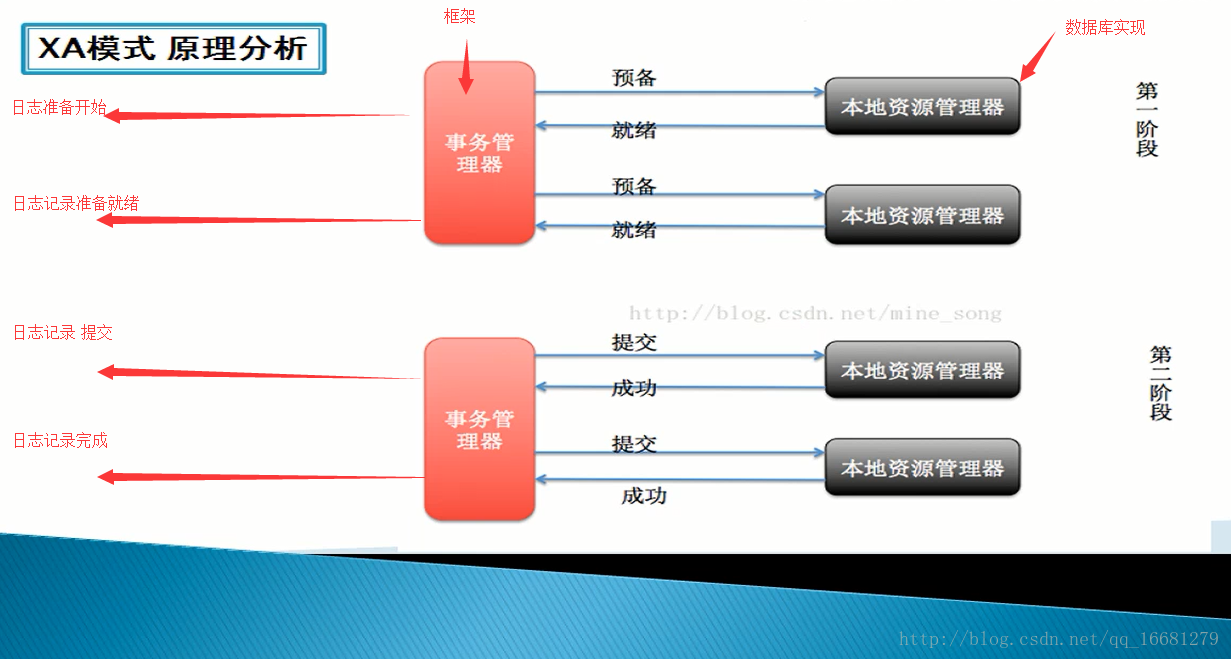 XA模式 原理分析
框架
数据库实现
日志准备开始
日志记录准备就绪
事务管
理器
预备
就绪
预备
就绪
本地资源管理器
本地资源管理器
第一阶段
http://blog.csdn.net/mine_song
日志记录 提交
日志记录完成
事务管
理器
提交
成功
提交
成功
本地资源管理器
本地资源管理器
第二阶段
http://blog.csdn.net/qq_16681279